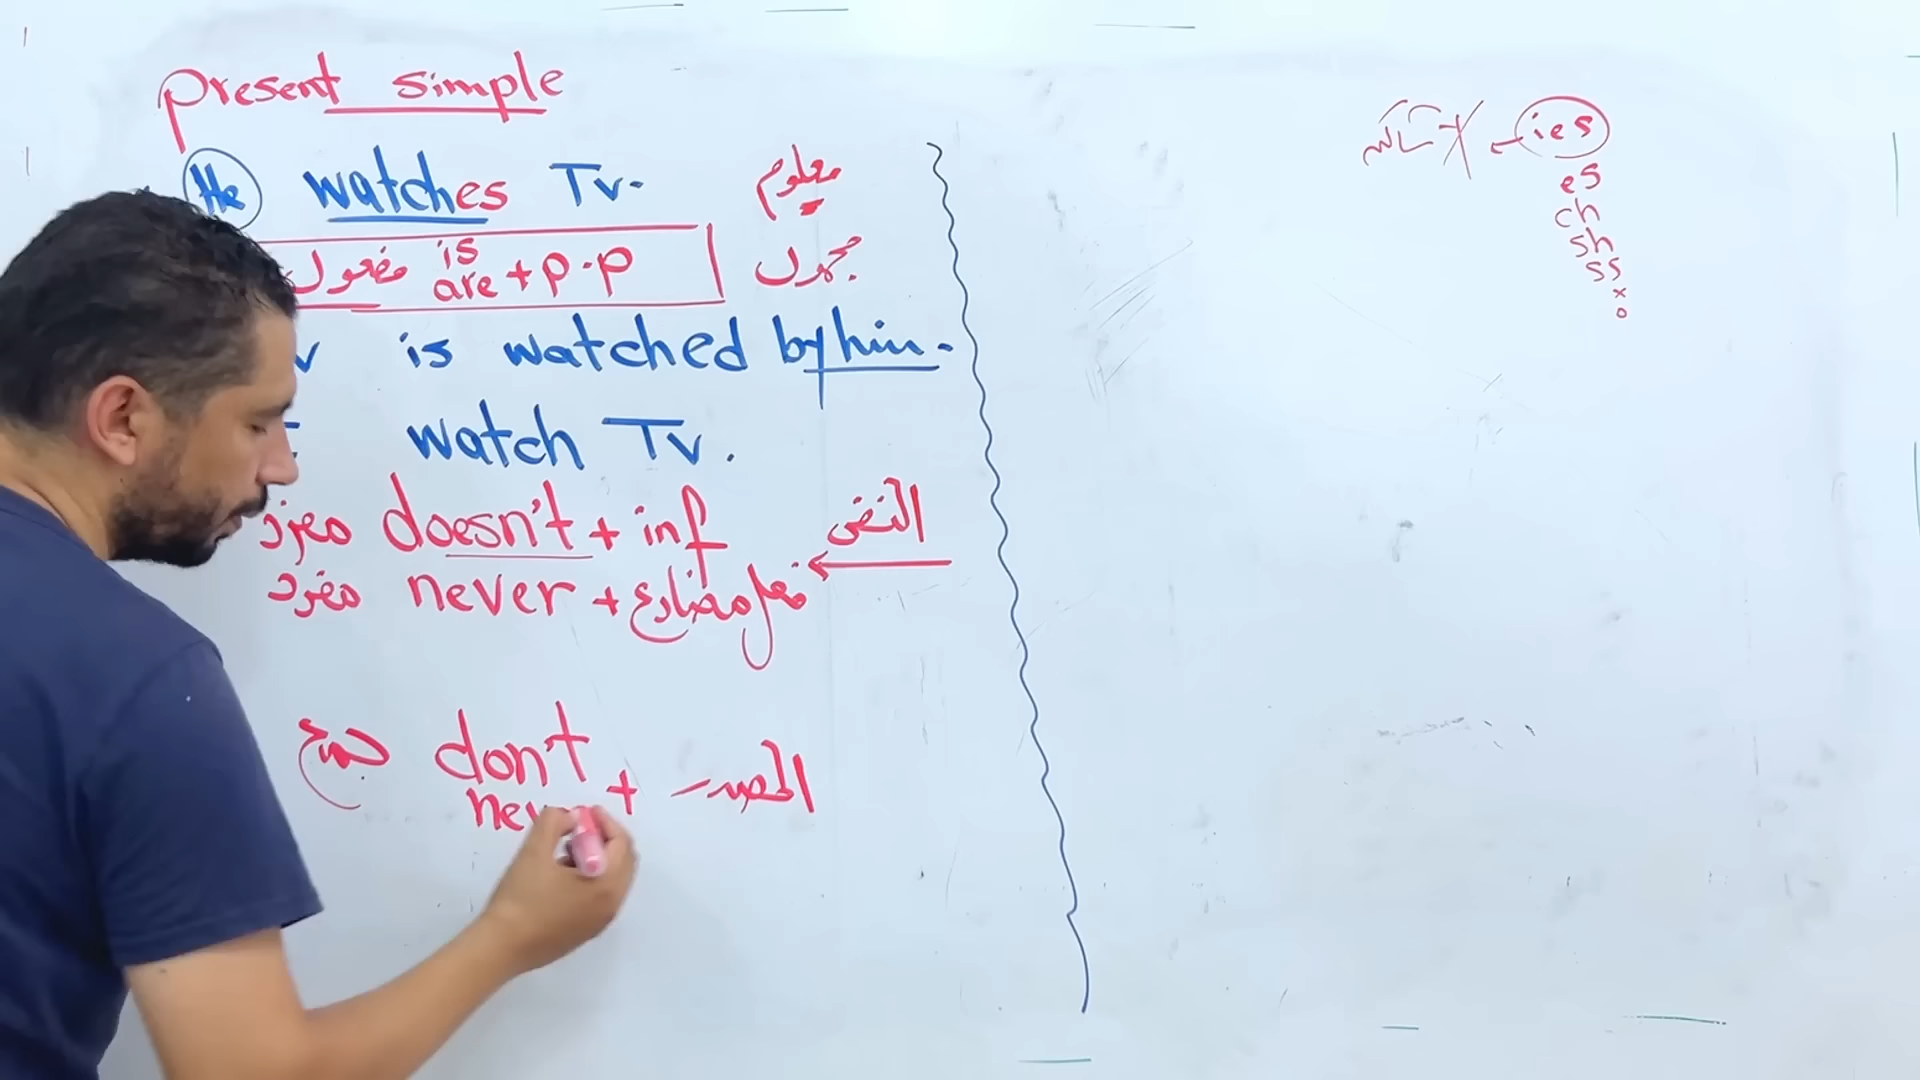 present simple
He watches Tv. معلوم
مفعول is are + p.p مجهول
v is watched by him.
watch Tv.
مفرد doesn't + inf النفي
مفرد never + فعل مضارع
جمع don't never + المصدر
ies
es
ch
sh
ss
x
o